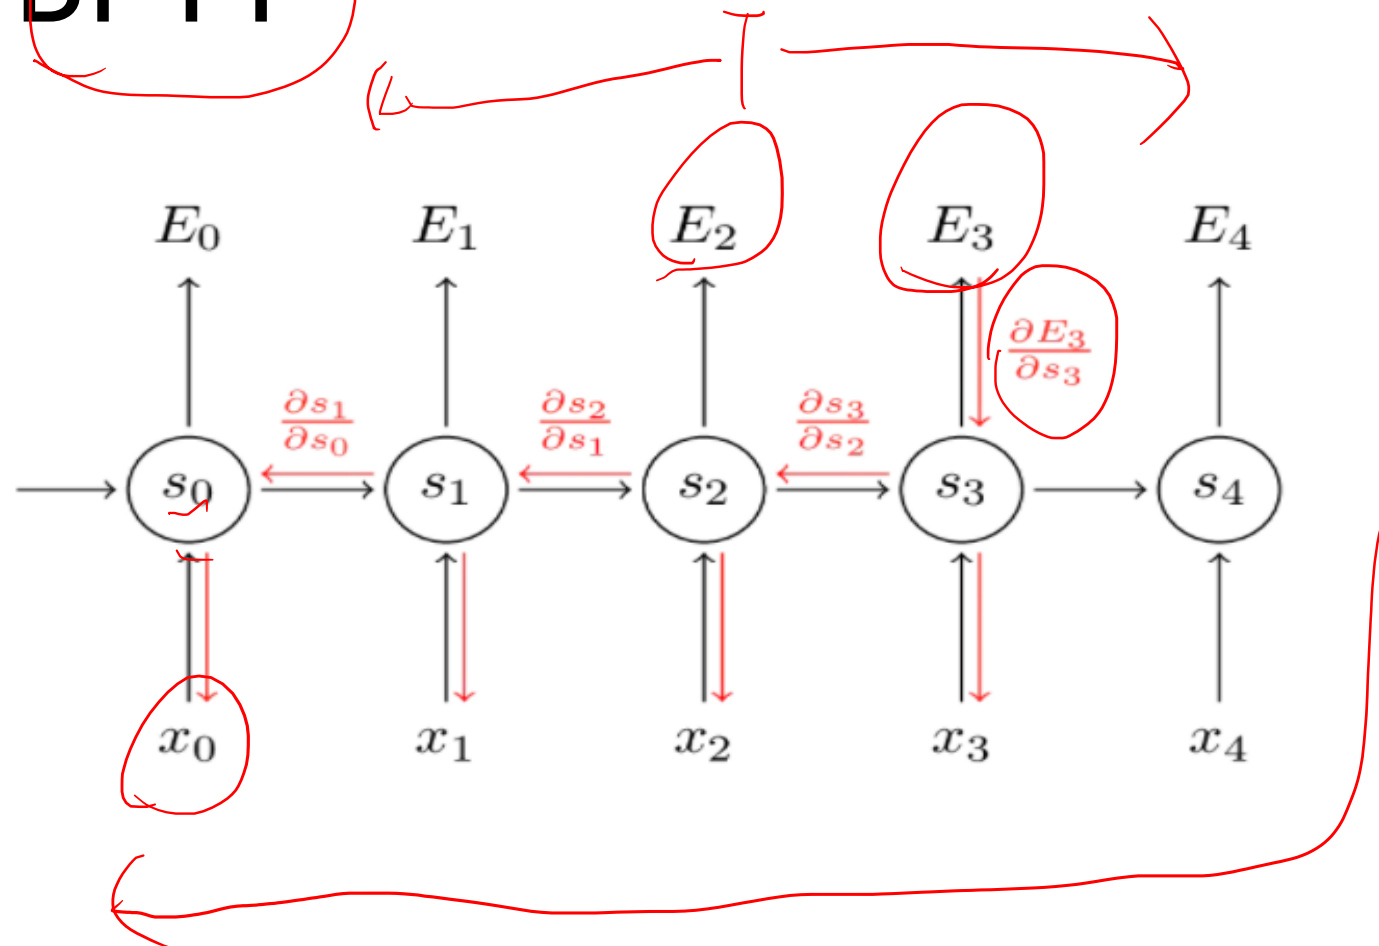 BPTT
E₀ E₁ E₂ E₃ E₄
∂E₃/∂s₃
∂s₁/∂s₀ ∂s₂/∂s₁ ∂s₃/∂s₂
s₀ s₁ s₂ s₃ s₄
x₀ x₁ x₂ x₃ x₄